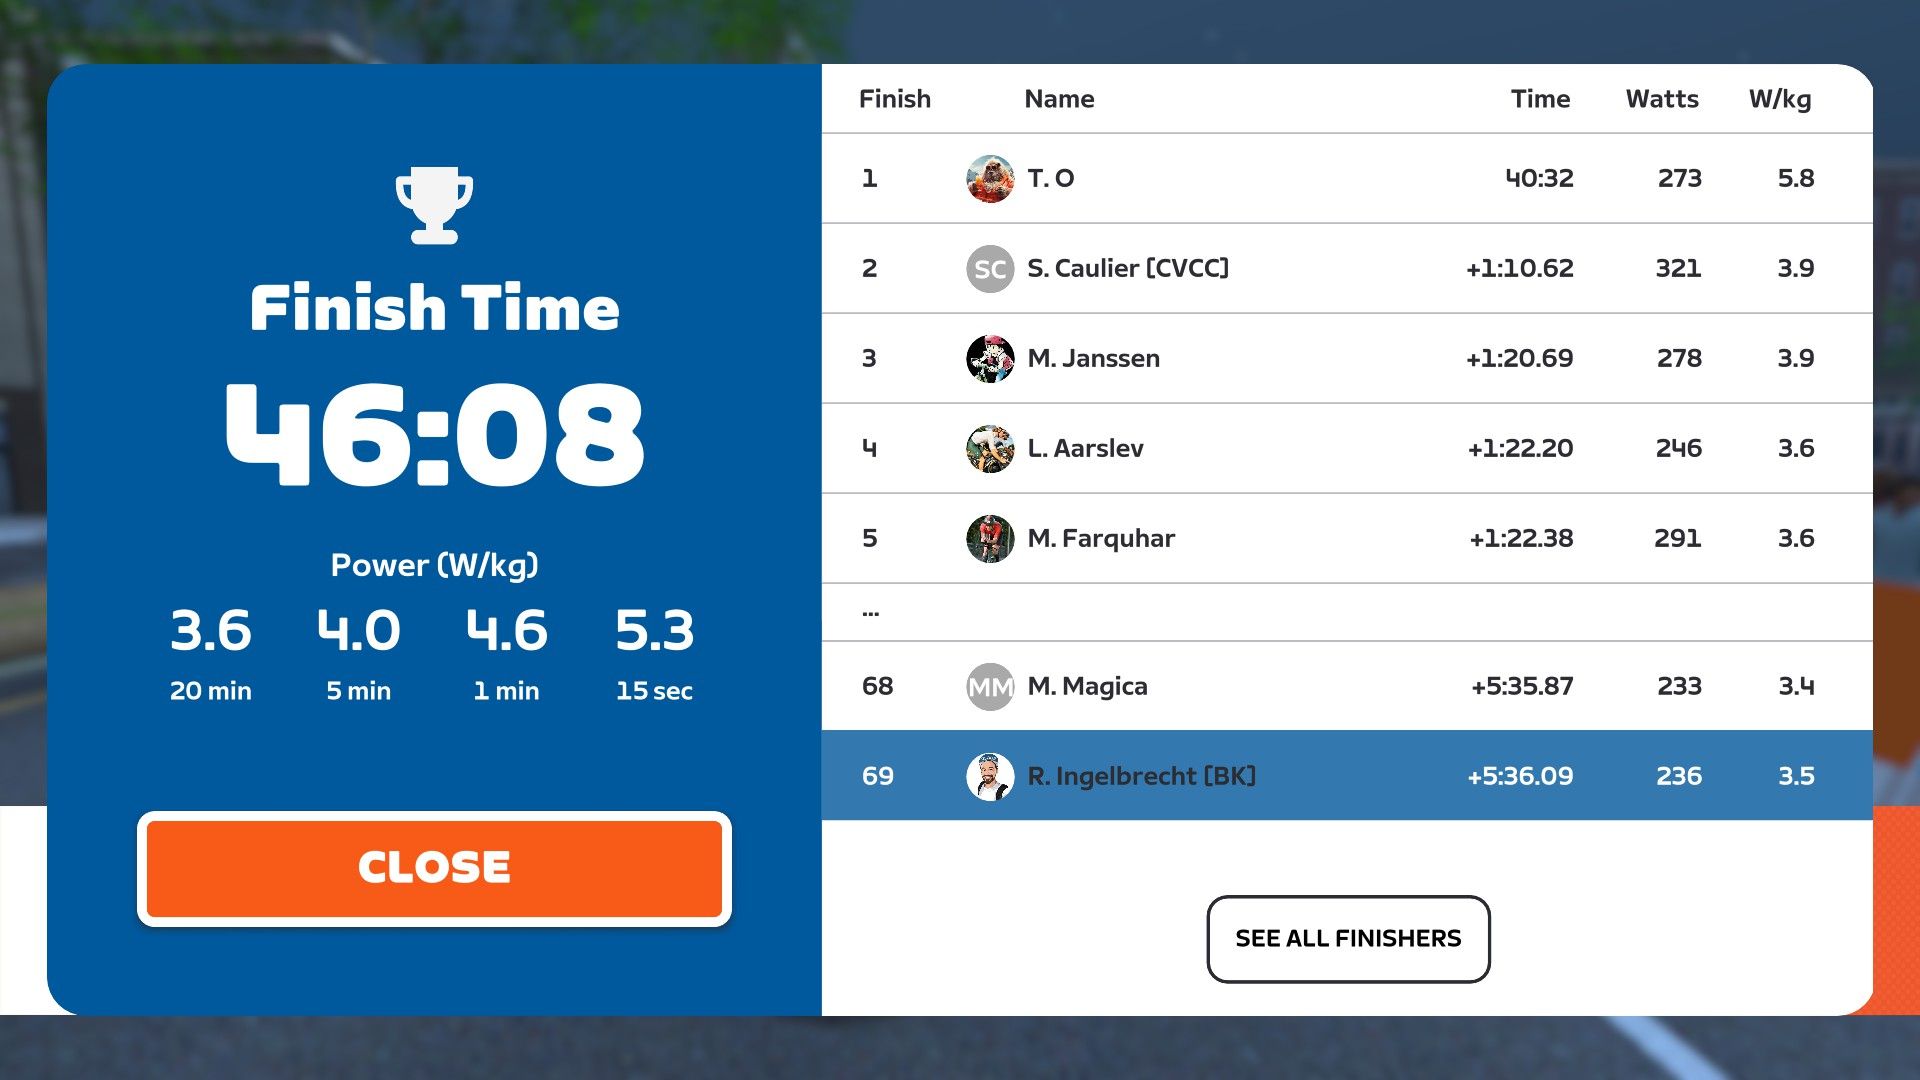 Finish Time
46:08
Power (W/kg)
3.6 4.0 4.6 5.3
20 min 5 min 1 min 15 sec
CLOSE
Finish Name Time Watts W/kg
1 T. O 40:32 273 5.8
2 SC S. Caulier [CVCC] +1:10.62 321 3.9
3 M. Janssen +1:20.69 278 3.9
4 L. Aarslev +1:22.20 246 3.6
5 M. Farquhar +1:22.38 291 3.6
...
68 MM M. Magica +5:35.87 233 3.4
69 R. Ingelbrecht [BK] +5:36.09 236 3.5
SEE ALL FINISHERS